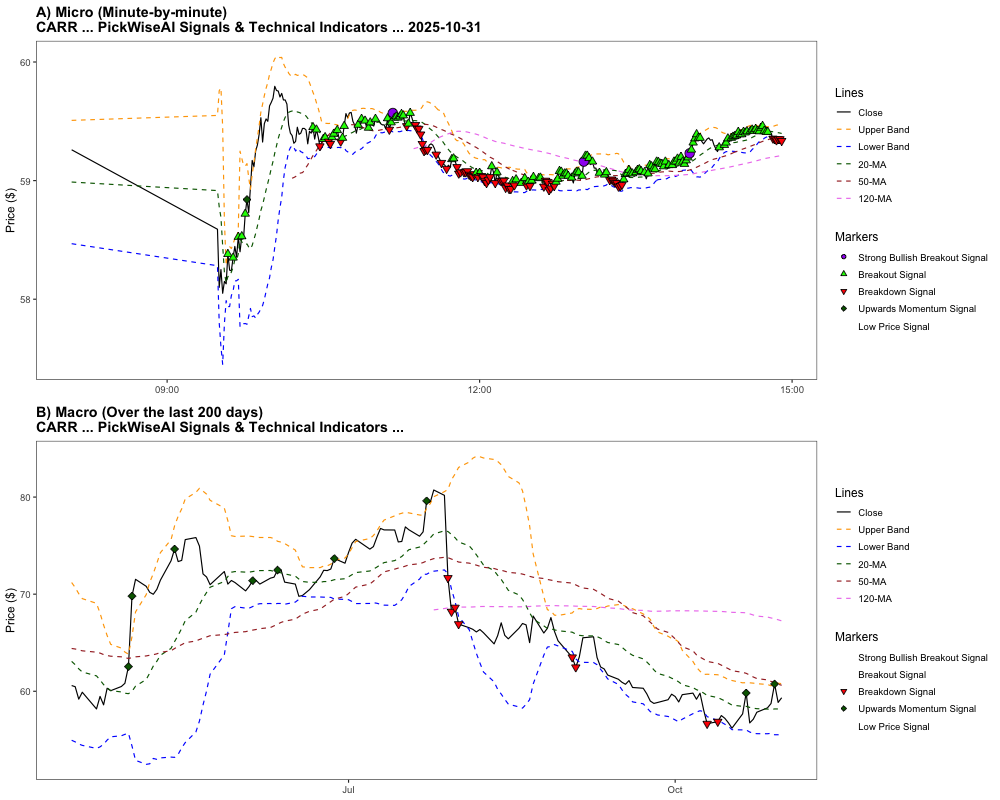 A) Micro (Minute-by-minute)
CARR ... PickWiseAI Signals & Technical Indicators ... 2025-10-31
Price ($)
60
59
58
09:00
12:00
15:00
Lines
Close
Upper Band
Lower Band
20-MA
50-MA
120-MA
Markers
Strong Bullish Breakout Signal
Breakout Signal
Breakdown Signal
Upwards Momentum Signal
Low Price Signal
B) Macro (Over the last 200 days)
CARR ... PickWiseAI Signals & Technical Indicators ...
Price ($)
80
70
60
Jul
Oct
Lines
Close
Upper Band
Lower Band
20-MA
50-MA
120-MA
Markers
Strong Bullish Breakout Signal
Breakout Signal
Breakdown Signal
Upwards Momentum Signal
Low Price Signal